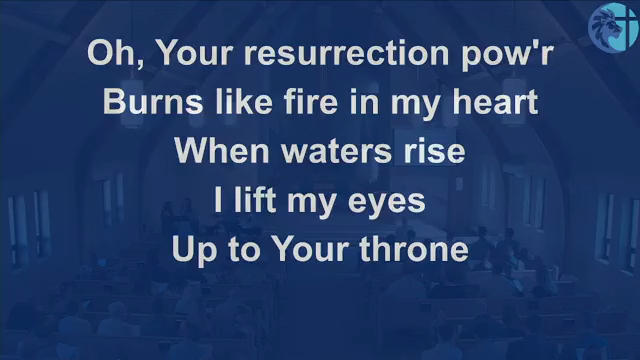 Oh, Your resurrection pow'r
Burns like fire in my heart
When waters rise
I lift my eyes
Up to Your throne